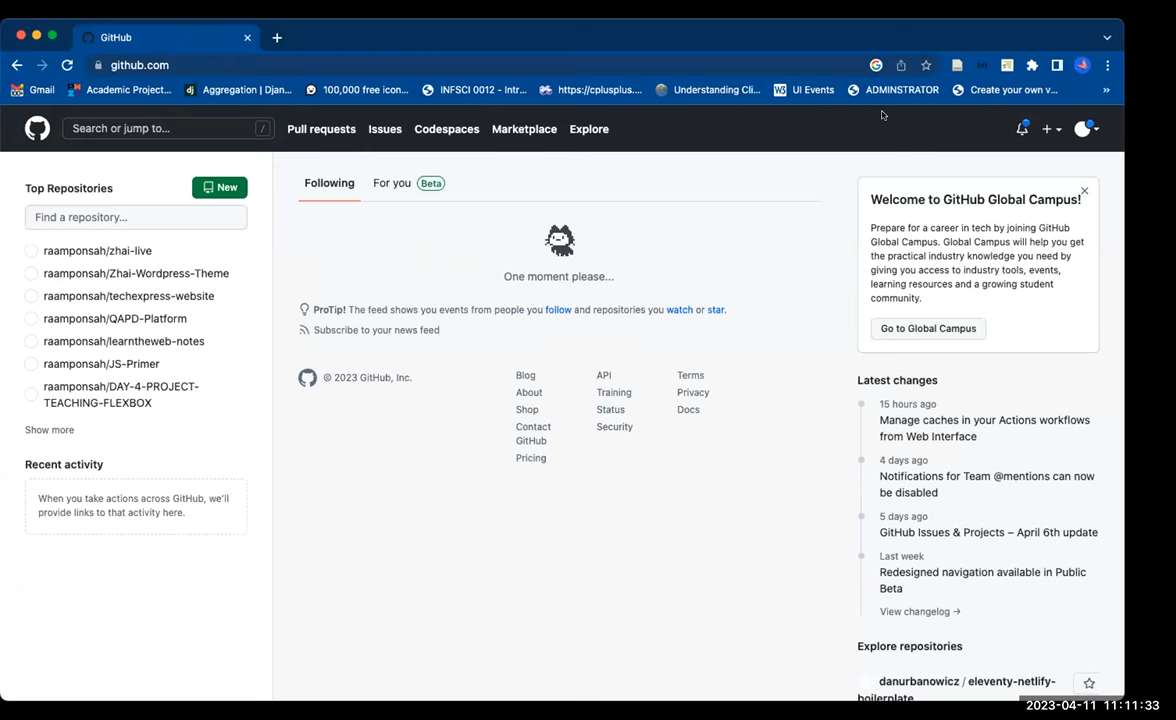 GitHub
github.com
Gmail
Academic Project...
Aggregation | Djan...
100,000 free icon...
INFSCI 0012 - Intr...
https://cplusplus....
Understanding Cli...
UI Events
ADMINSTRATOR
Create your own v...
Search or jump to...
/
Pull requests
Issues
Codespaces
Marketplace
Explore
Top Repositories
New
Find a repository...
raamponsah/zhai-live
raamponsah/Zhai-Wordpress-Theme
raamponsah/techexpress-website
raamponsah/QAPD-Platform
raamponsah/learntheweb-notes
raamponsah/JS-Primer
raamponsah/DAY-4-PROJECT-
TEACHING-FLEXBOX
Show more
Recent activity
When you take actions across GitHub, we'll
provide links to that activity here.
Following
For you
Beta
One moment please...
ProTip! The feed shows you events from people you follow and repositories you watch or star.
Subscribe to your news feed
© 2023 GitHub, Inc.
Blog
About
Shop
Contact
GitHub
Pricing
API
Training
Status
Security
Terms
Privacy
Docs
Welcome to GitHub Global Campus!
Prepare for a career in tech by joining GitHub
Global Campus. Global Campus will help you get
the practical industry knowledge you need by
giving you access to industry tools, events,
learning resources and a growing student
community.
Go to Global Campus
Latest changes
15 hours ago
Manage caches in your Actions workflows
from Web Interface
4 days ago
Notifications for Team @mentions can now
be disabled
5 days ago
GitHub Issues & Projects – April 6th update
Last week
Redesigned navigation available in Public
Beta
View changelog →
Explore repositories
danurbanowicz / eleventy-netlify-
boilerplate
2023-04-11 11:11:33